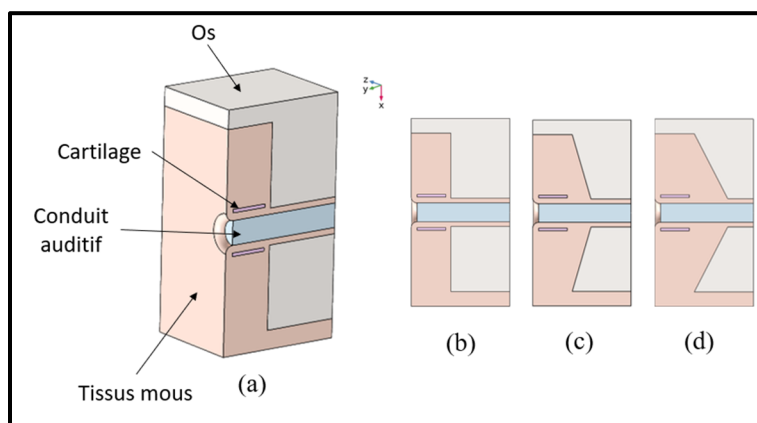 Os
z
y
x
Cartilage
Conduit
auditif
Tissus mous
(a)
(b)
(c)
(d)